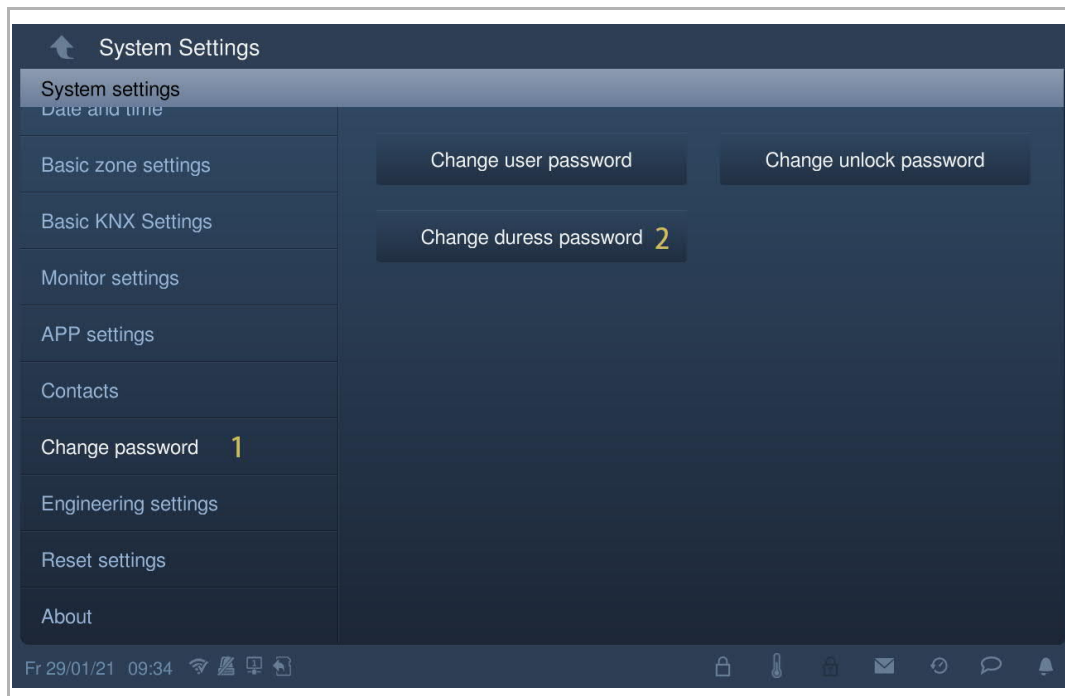 System Settings
System settings
Date and time
Basic zone settings
Basic KNX Settings
Monitor settings
APP settings
Contacts
Change password 1
Engineering settings
Reset settings
About
Change user password
Change unlock password
Change duress password 2
Fr 29/01/21 09:34